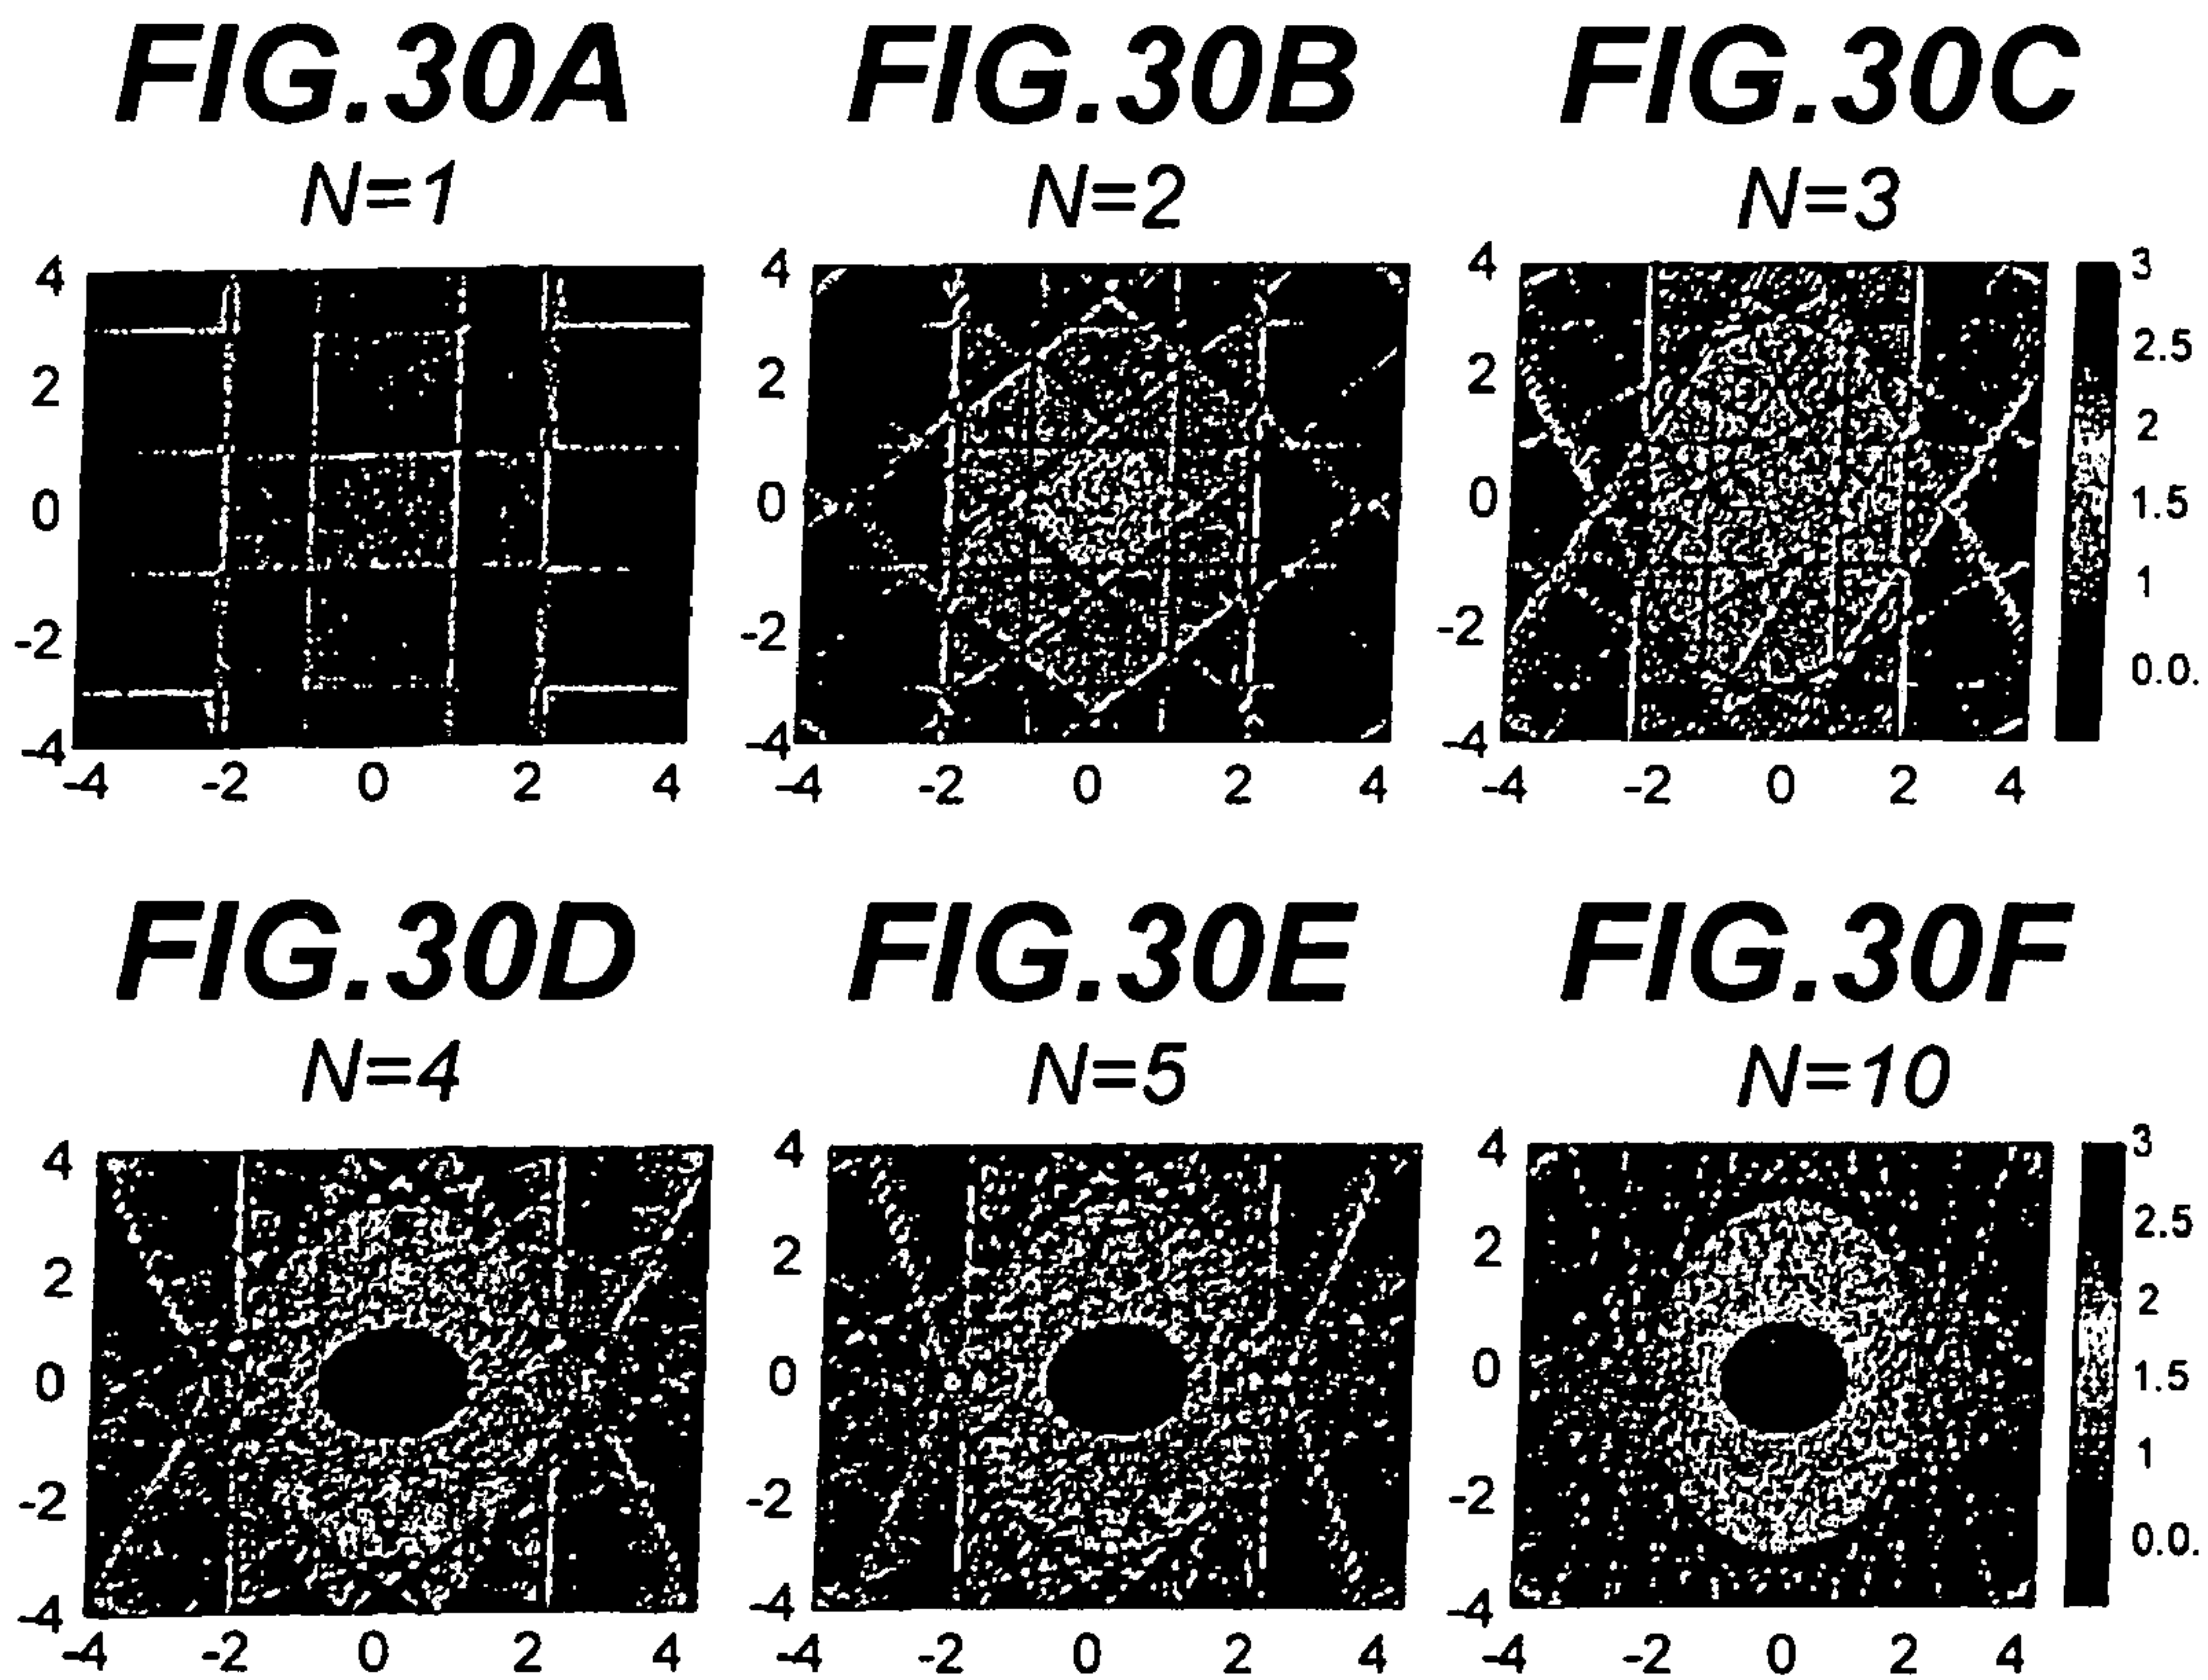 FIG.30A FIG.30B FIG.30C
N=1 N=2 N=3
4 4 4 3
2.5
2 2 2 2
0 0 0 1.5
1
-2 -2 -2 0.0.
-4 -4 -4
-4 -2 0 2 4 -4 -2 0 2 4 -4 -2 0 2 4
FIG.30D FIG.30E FIG.30F
N=4 N=5 N=10
4 4 4 3
2.5
2 2 2 2
0 0 0 1.5
1
-2 -2 -2 0.0.
-4 -4 -4
-4 -2 0 2 4 -4 -2 0 2 4 -4 -2 0 2 4